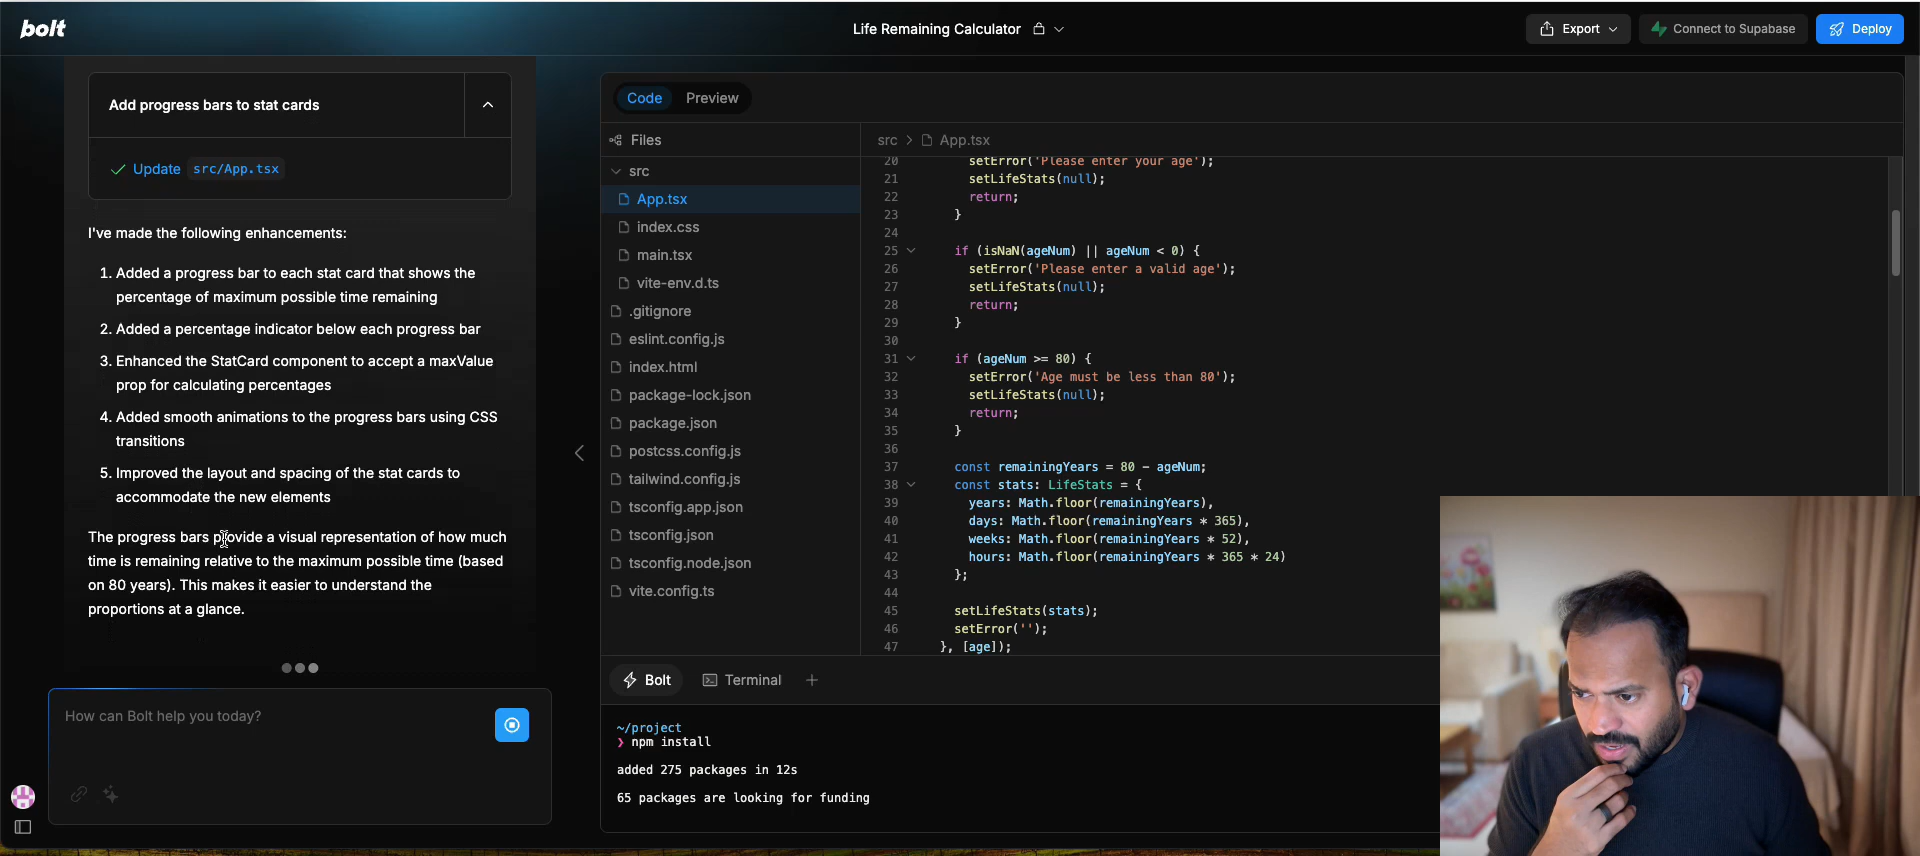 bolt
Life Remaining Calculator
Export
Connect to Supabase
Deploy
Add progress bars to stat cards
Update src/App.tsx
I've made the following enhancements:
1. Added a progress bar to each stat card that shows the
percentage of maximum possible time remaining
2. Added a percentage indicator below each progress bar
3. Enhanced the StatCard component to accept a maxValue
prop for calculating percentages
4. Added smooth animations to the progress bars using CSS
transitions
5. Improved the layout and spacing of the stat cards to
accommodate the new elements
The progress bars provide a visual representation of how much
time is remaining relative to the maximum possible time (based
on 80 years). This makes it easier to understand the
proportions at a glance.
How can Bolt help you today?
Code Preview
Files
src
App.tsx
index.css
main.tsx
vite-env.d.ts
.gitignore
eslint.config.js
index.html
package-lock.json
package.json
postcss.config.js
tailwind.config.js
tsconfig.app.json
tsconfig.json
tsconfig.node.json
vite.config.ts
src > App.tsx
20 setError('Please enter your age');
21 setLifeStats(null);
22 return;
23 }
24
25 if (isNaN(ageNum) || ageNum < 0) {
26 setError('Please enter a valid age');
27 setLifeStats(null);
28 return;
29 }
30
31 if (ageNum >= 80) {
32 setError('Age must be less than 80');
33 setLifeStats(null);
34 return;
35 }
36
37 const remainingYears = 80 - ageNum;
38 const stats: LifeStats = {
39 years: Math.floor(remainingYears),
40 days: Math.floor(remainingYears * 365),
41 weeks: Math.floor(remainingYears * 52),
42 hours: Math.floor(remainingYears * 365 * 24)
43 };
44
45 setLifeStats(stats);
46 setError('');
47 }, [age]);
Bolt Terminal +
~/project
❯ npm install
added 275 packages in 12s
65 packages are looking for funding